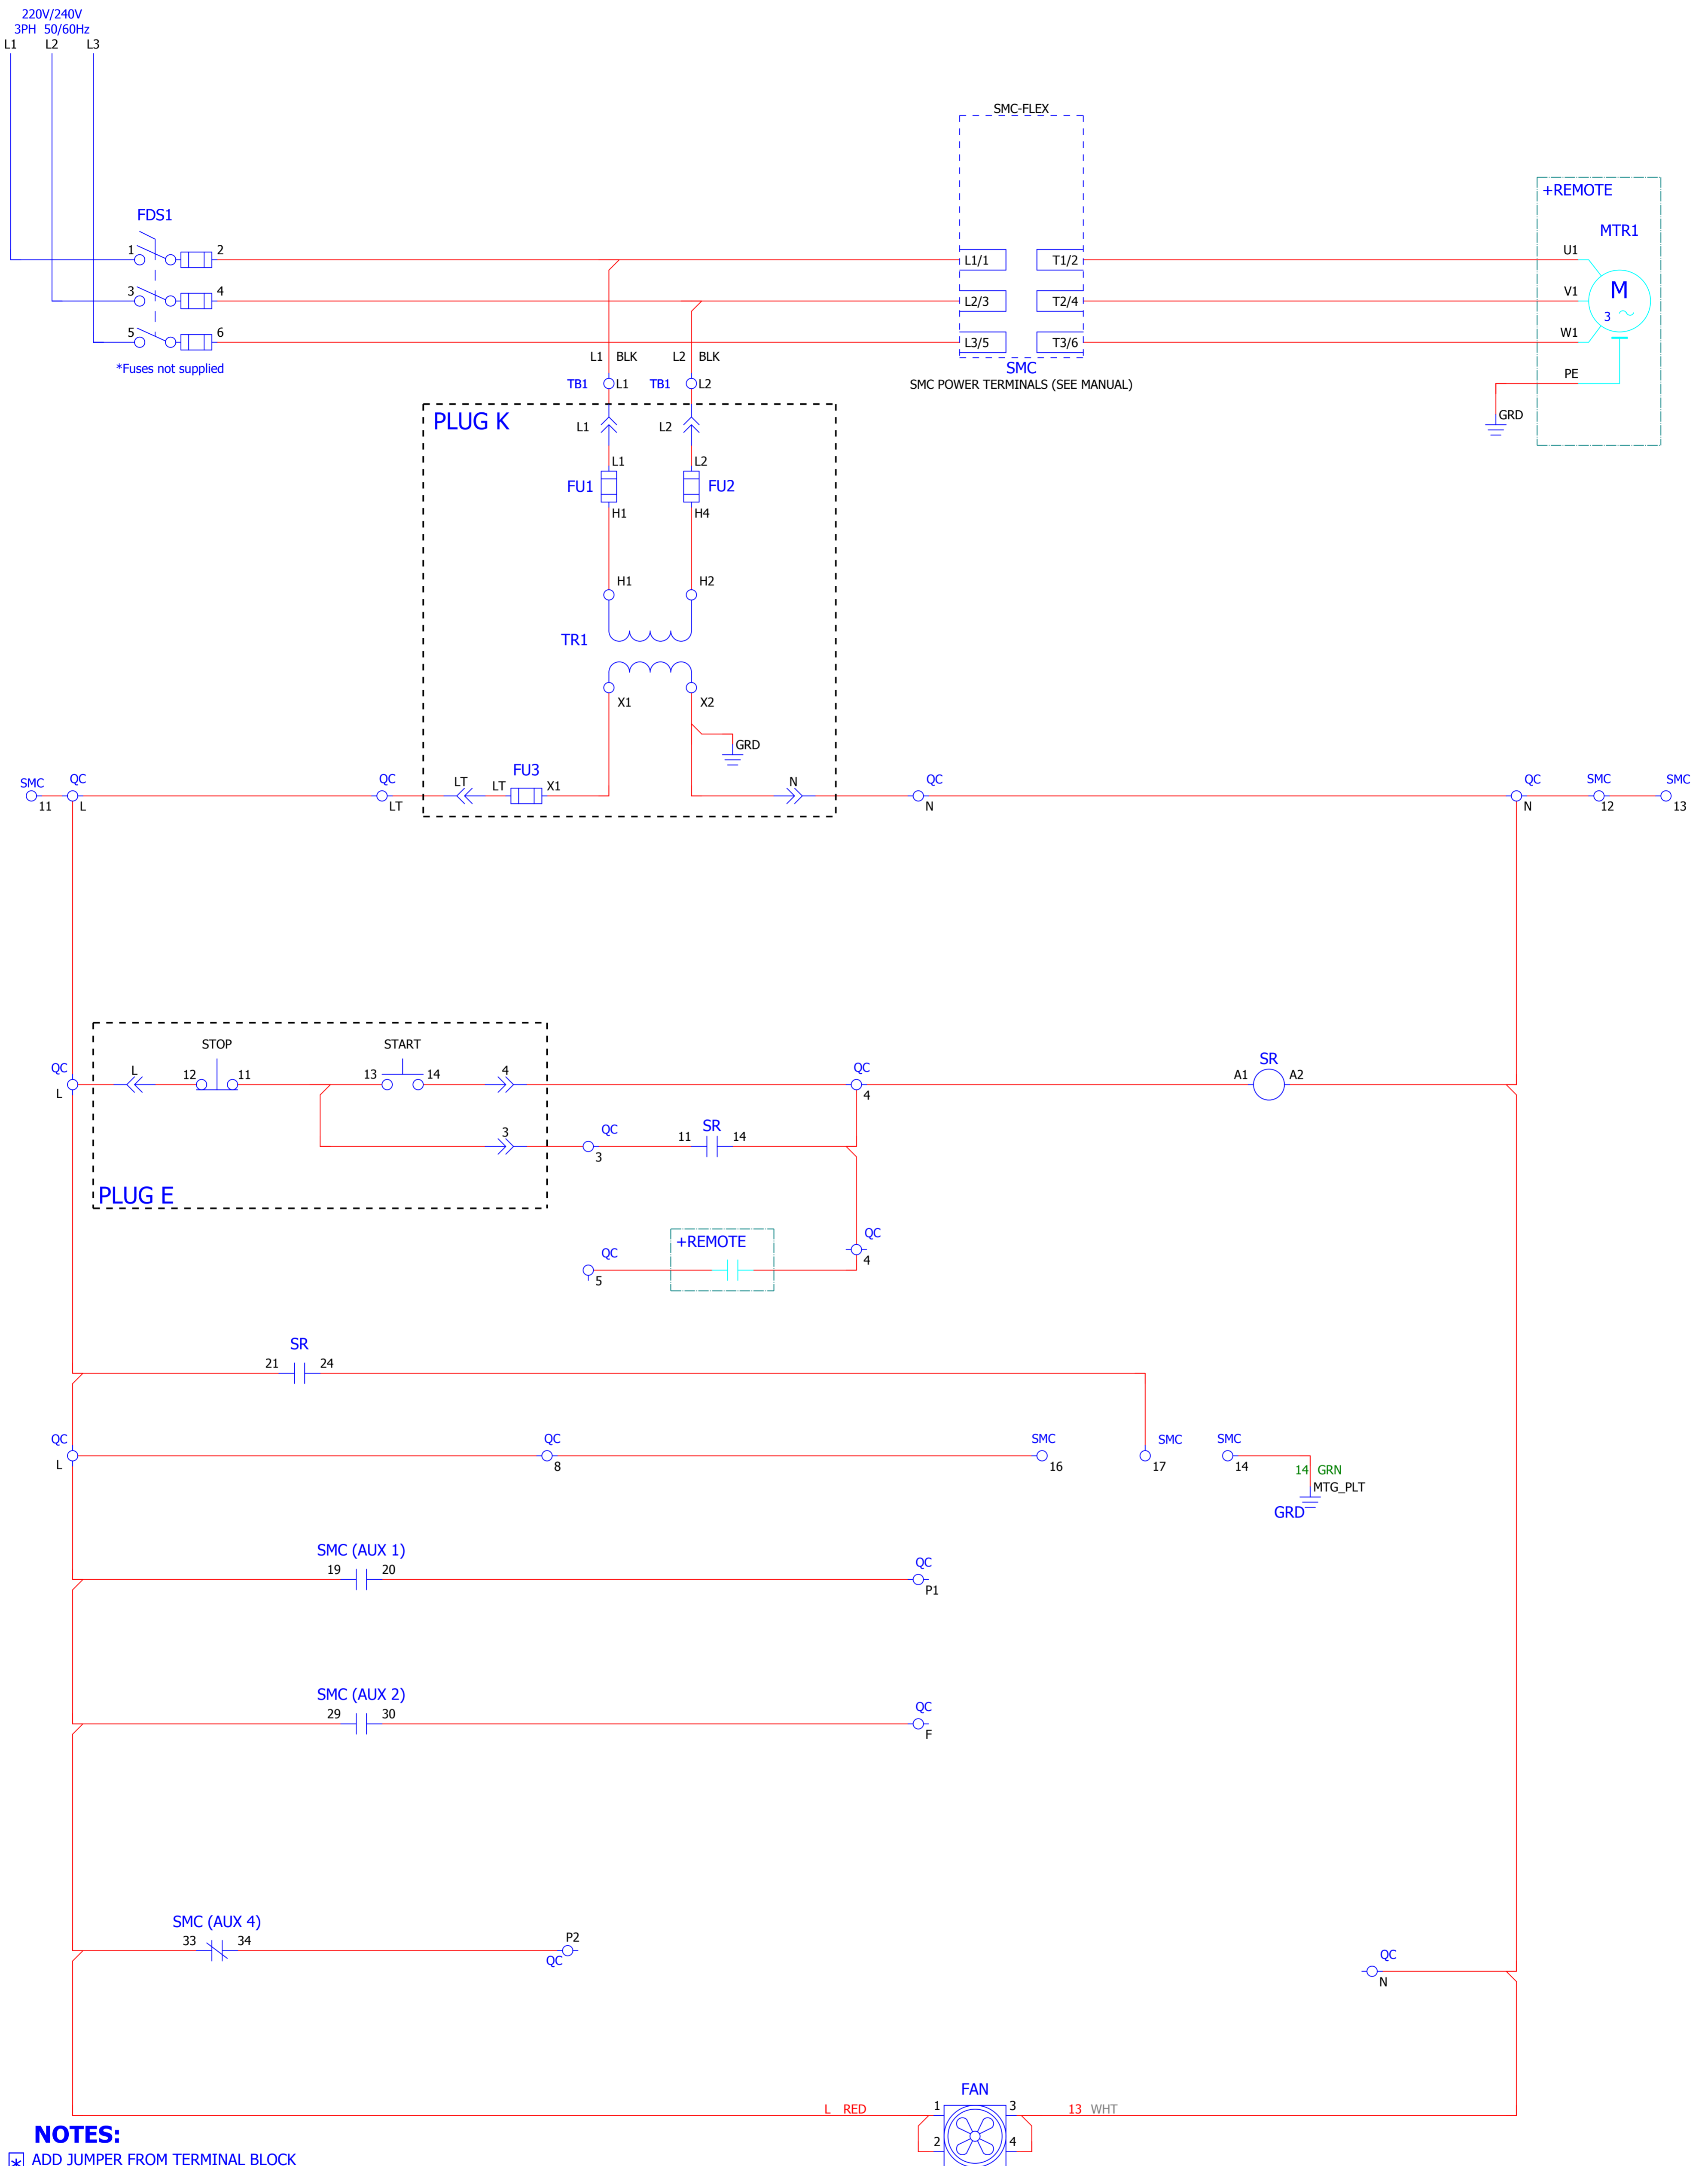 220V/240V
3PH 50/60Hz
L1 L2 L3
SMC-FLEX
+REMOTE
MTR1
FDS1
1 2
L1/1 T1/2
U1
3 4
L2/3 T2/4
V1
M
3
5 6
L3/5 T3/6
W1
*Fuses not supplied
L1 BLK L2 BLK
SMC
SMC POWER TERMINALS (SEE MANUAL)
PE
TB1 L1 TB1 L2
GRD
PLUG K
L1 L2
L1 L2
FU1 FU2
H1 H4
H1 H2
TR1
X1 X2
GRD
SMC QC QC LT LT FU3 X1 N QC QC SMC SMC
11 L LT N N 12 13
STOP START
QC L 12 11 13 14 4 QC SR
L 4 A1 A2
3 QC 11 SR 14
3
PLUG E
+REMOTE
QC
4
QC
5
SR
21 24
QC QC SMC SMC SMC
L 8 16 17 14
14 GRN
MTG_PLT
GRD
SMC (AUX 1)
19 20 QC
P1
SMC (AUX 2)
29 30 QC
F
SMC (AUX 4)
33 34 P2
QC
QC
N
FAN
L RED 1 3 13 WHT
2 4
NOTES:
* ADD JUMPER FROM TERMINAL BLOCK